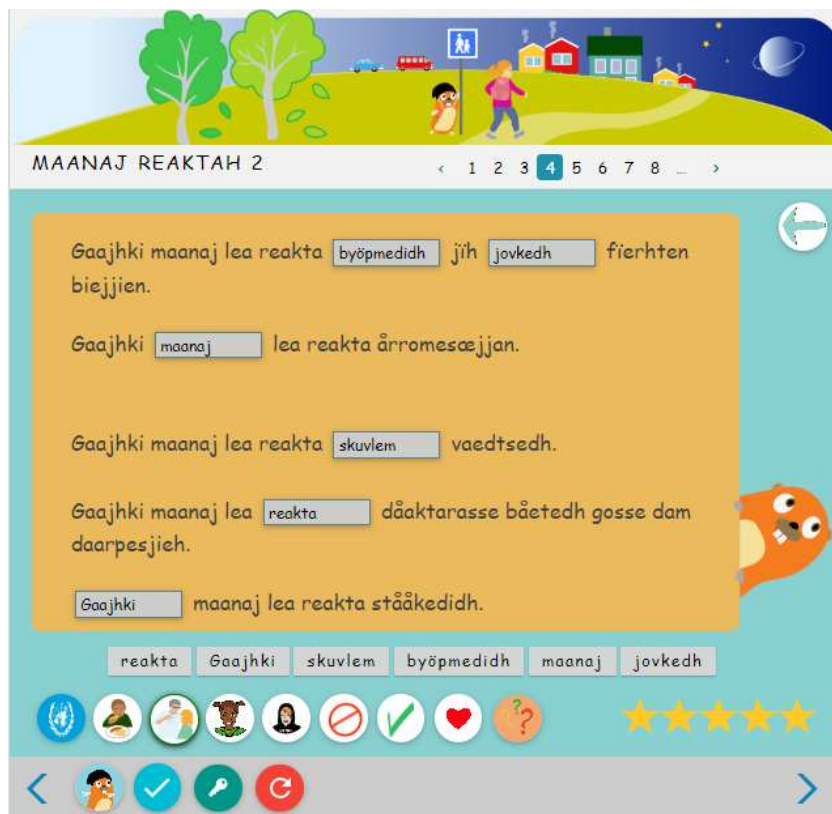 MAANAJ REAKTAH 2
‹ 1 2 3 4 5 6 7 8 ... ›
Gaajhki maanaj lea reakta byöpmedidh jïh jovkedh fïerhten
biejjien.
Gaajhki maanaj lea reakta årromesæjjan.
Gaajhki maanaj lea reakta skuvlem vaedtsedh.
Gaajhki maanaj lea reakta dåaktarasse båetedh gosse dam
daarpesjieh.
Gaajhki maanaj lea reakta stååkedidh.
reakta Gaajhki skuvlem byöpmedidh maanaj jovkedh
??